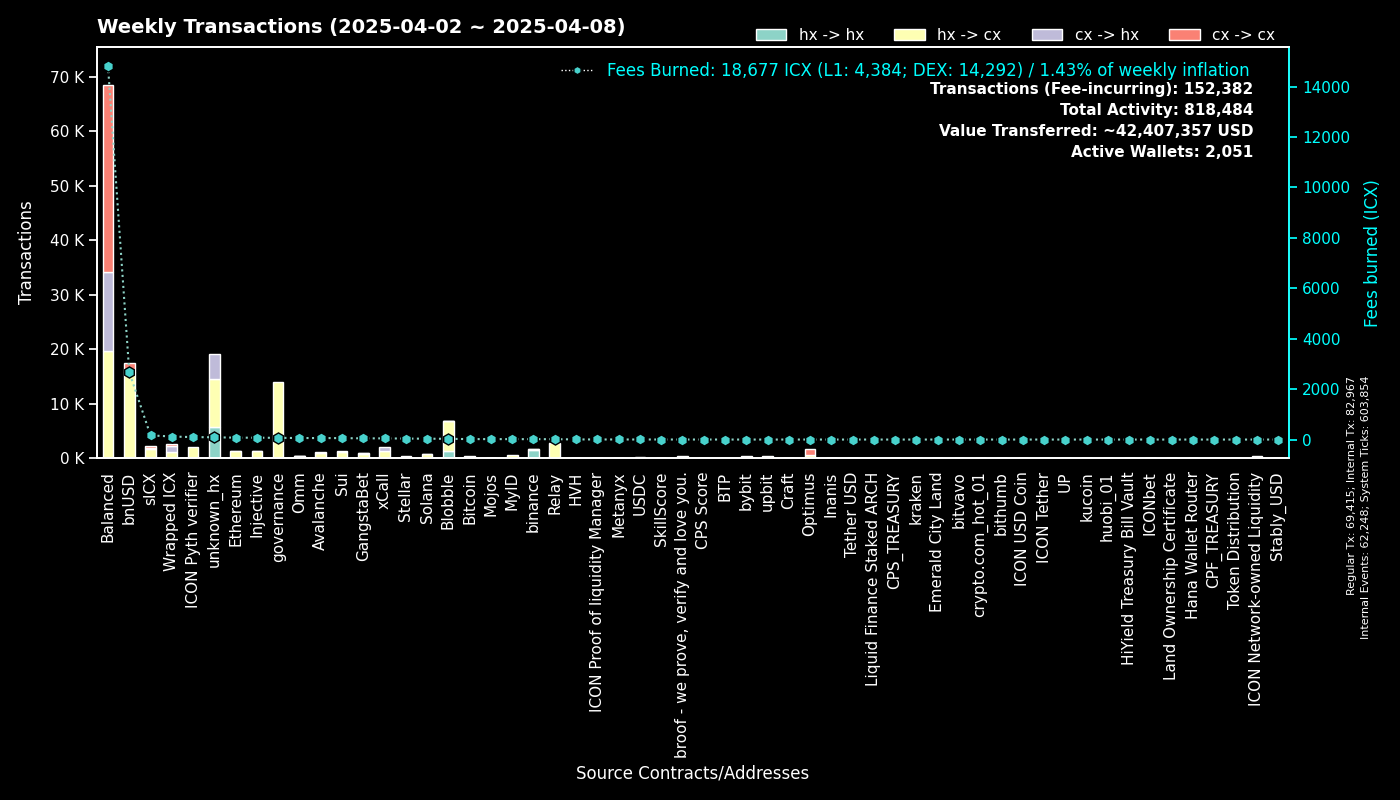 Weekly Transactions (2025-04-02 ~ 2025-04-08)
hx -> hx
hx -> cx
cx -> hx
cx -> cx
Fees Burned: 18,677 ICX (L1: 4,384; DEX: 14,292) / 1.43% of weekly inflation
Transactions (Fee-incurring): 152,382
Total Activity: 818,484
Value Transferred: ~42,407,357 USD
Active Wallets: 2,051
Transactions
70 K
60 K
50 K
40 K
30 K
20 K
10 K
0 K
14000
12000
10000
8000
6000
4000
2000
0
Fees burned (ICX)
Regular Tx: 69,415; Internal Tx: 82,967
Internal Events: 62,248; System Ticks: 603,854
Balanced
bnUSD
sICX
Wrapped ICX
ICON Pyth verifier
unknown_hx
Ethereum
Injective
governance
Omm
Avalanche
Sui
GangstaBet
xCall
Stellar
Solana
Blobble
Bitcoin
Mojos
MyID
binance
Relay
HVH
ICON Proof of liquidity Manager
Metanyx
USDC
SkillScore
broof - we prove, verify and love you.
CPS Score
BTP
bybit
upbit
Craft
Optimus
Inanis
Tether USD
Liquid Finance Staked ARCH
CPS_TREASURY
kraken
Emerald City Land
bitvavo
crypto.com_hot_01
bithumb
ICON USD Coin
ICON Tether
UP
kucoin
huobi_01
HiYield Treasury Bill Vault
ICONbet
Land Ownership Certificate
Hana Wallet Router
CPF_TREASURY
Token Distribution
ICON Network-owned Liquidity
Stably_USD
Source Contracts/Addresses